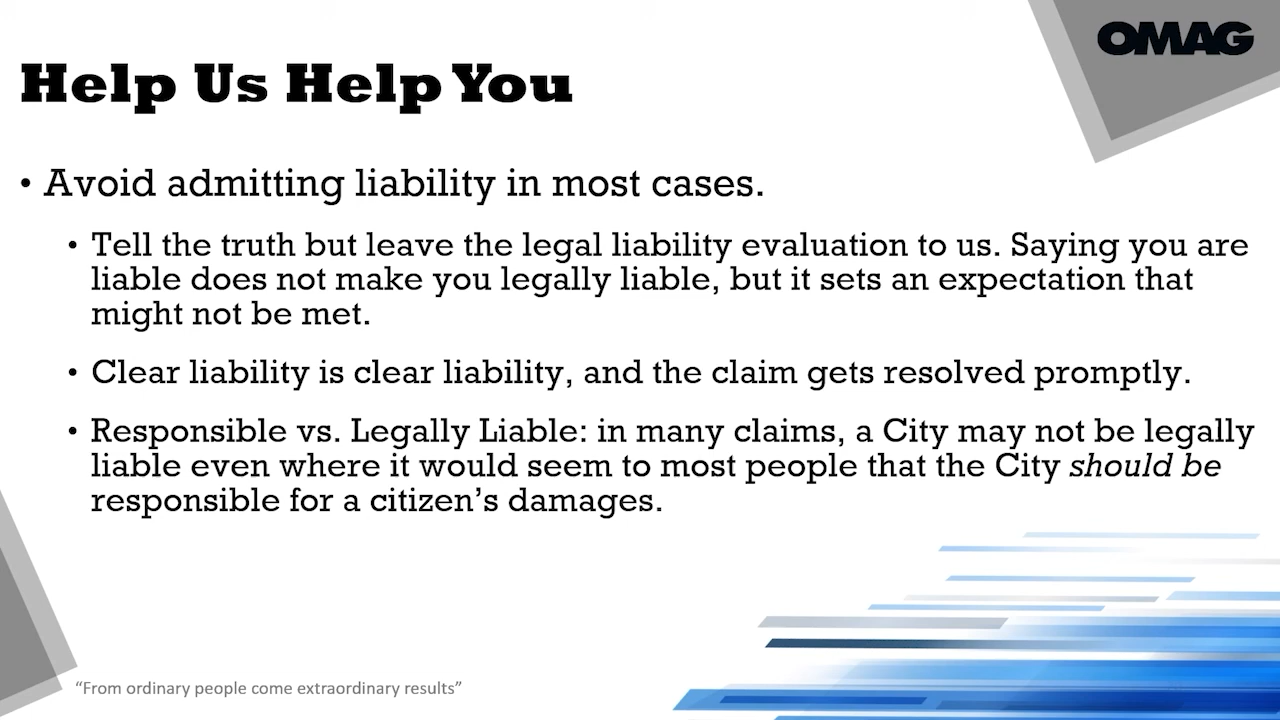 OMAG
Help Us Help You
• Avoid admitting liability in most cases.
• Tell the truth but leave the legal liability evaluation to us. Saying you are
liable does not make you legally liable, but it sets an expectation that
might not be met.
• Clear liability is clear liability, and the claim gets resolved promptly.
• Responsible vs. Legally Liable: in many claims, a City may not be legally
liable even where it would seem to most people that the City should be
responsible for a citizen’s damages.
“From ordinary people come extraordinary results”